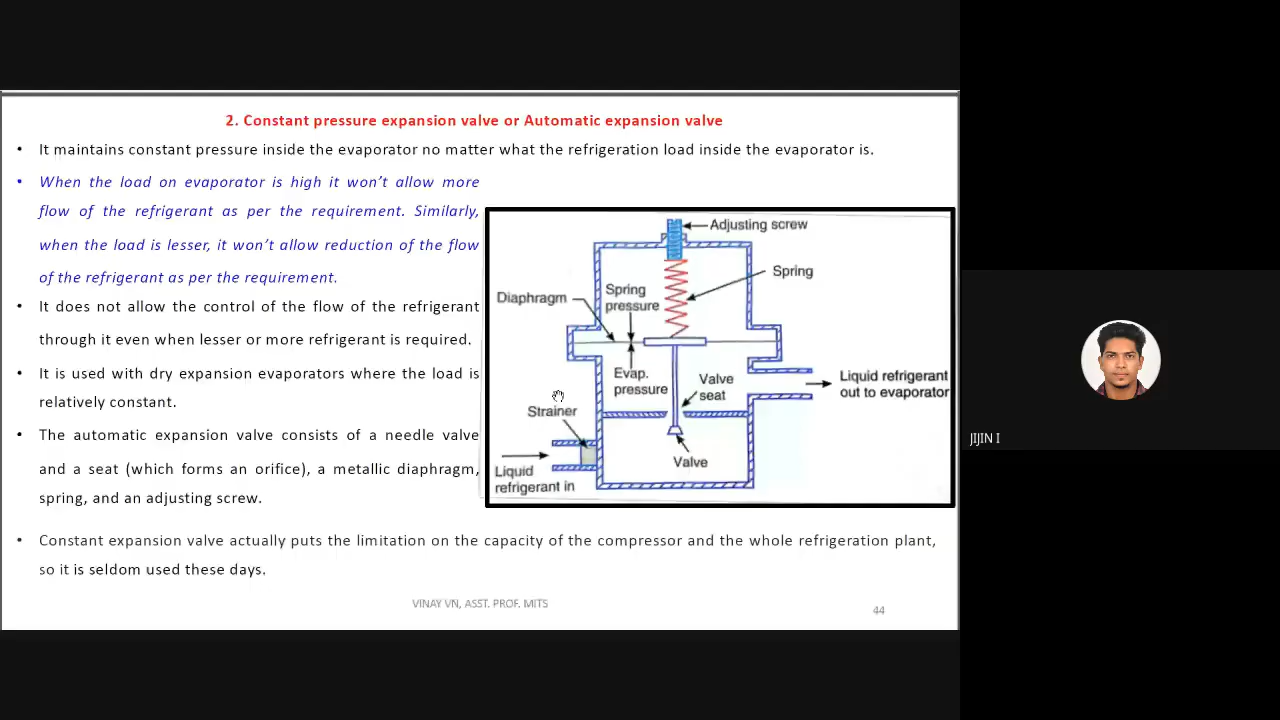 2. Constant pressure expansion valve or Automatic expansion valve
• It maintains constant pressure inside the evaporator no matter what the refrigeration load inside the evaporator is.
• When the load on evaporator is high it won't allow more
flow of the refrigerant as per the requirement. Similarly,
when the load is lesser, it won't allow reduction of the flow
of the refrigerant as per the requirement.
• It does not allow the control of the flow of the refrigerant
through it even when lesser or more refrigerant is required.
• It is used with dry expansion evaporators where the load is
relatively constant.
• The automatic expansion valve consists of a needle valve
and a seat (which forms an orifice), a metallic diaphragm,
spring, and an adjusting screw.
Adjusting screw
Spring
Diaphragm
Spring
pressure
Evap.
pressure
Valve
seat
Liquid refrigerant
out to evaporator
Strainer
Valve
Liquid
refrigerant in
• Constant expansion valve actually puts the limitation on the capacity of the compressor and the whole refrigeration plant,
so it is seldom used these days.
VINAY VN, ASST. PROF. MITS
44
JIJIN I